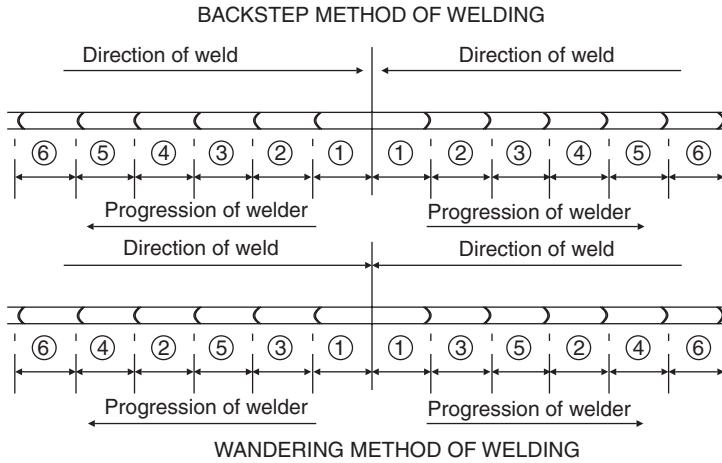 BACKSTEP METHOD OF WELDING
Direction of weld Direction of weld
⑥ ⑤ ④ ③ ② ① ① ② ③ ④ ⑤ ⑥
Progression of welder Progression of welder
Direction of weld Direction of weld
⑥ ④ ② ⑤ ③ ① ① ③ ⑤ ② ④ ⑥
Progression of welder Progression of welder
WANDERING METHOD OF WELDING